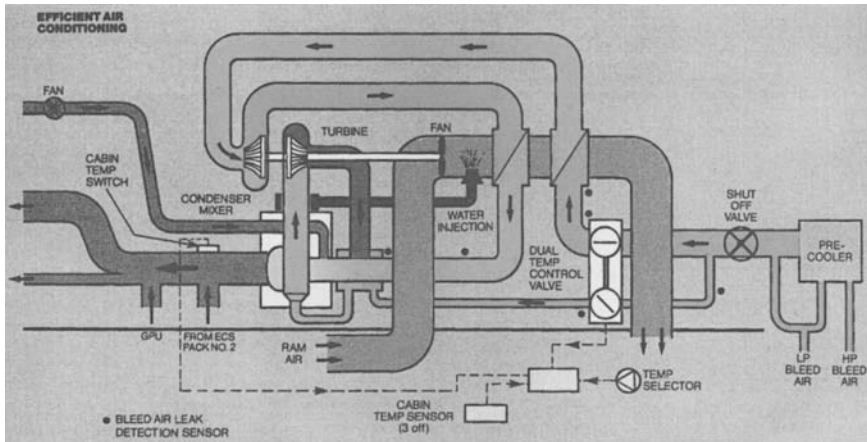 EFFICIENT AIR
CONDITIONING
FAN
TURBINE
FAN
CABIN
TEMP
SWITCH
CONDENSER
MIXER
WATER
INJECTION
DUAL
TEMP
CONTROL
VALVE
SHUT
OFF
VALVE
PRE-
COOLER
GPU
FROM ECS
PACK NO. 2
RAM
AIR
LP
BLEED
AIR
HP
BLEED
AIR
TEMP
SELECTOR
CABIN
TEMP SENSOR
(3 off)
BLEED AIR LEAK
DETECTION SENSOR